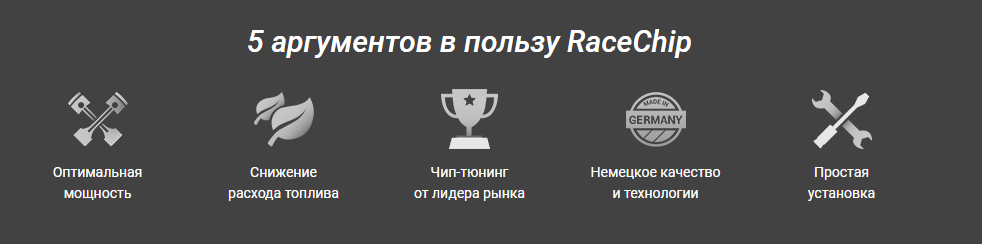 5 аргументов в пользу RaceChip
MADE IN
GERMANY
Оптимальная
мощность
Снижение
расхода топлива
Чип-тюнинг
от лидера рынка
Немецкое качество
и технологии
Простая
установка